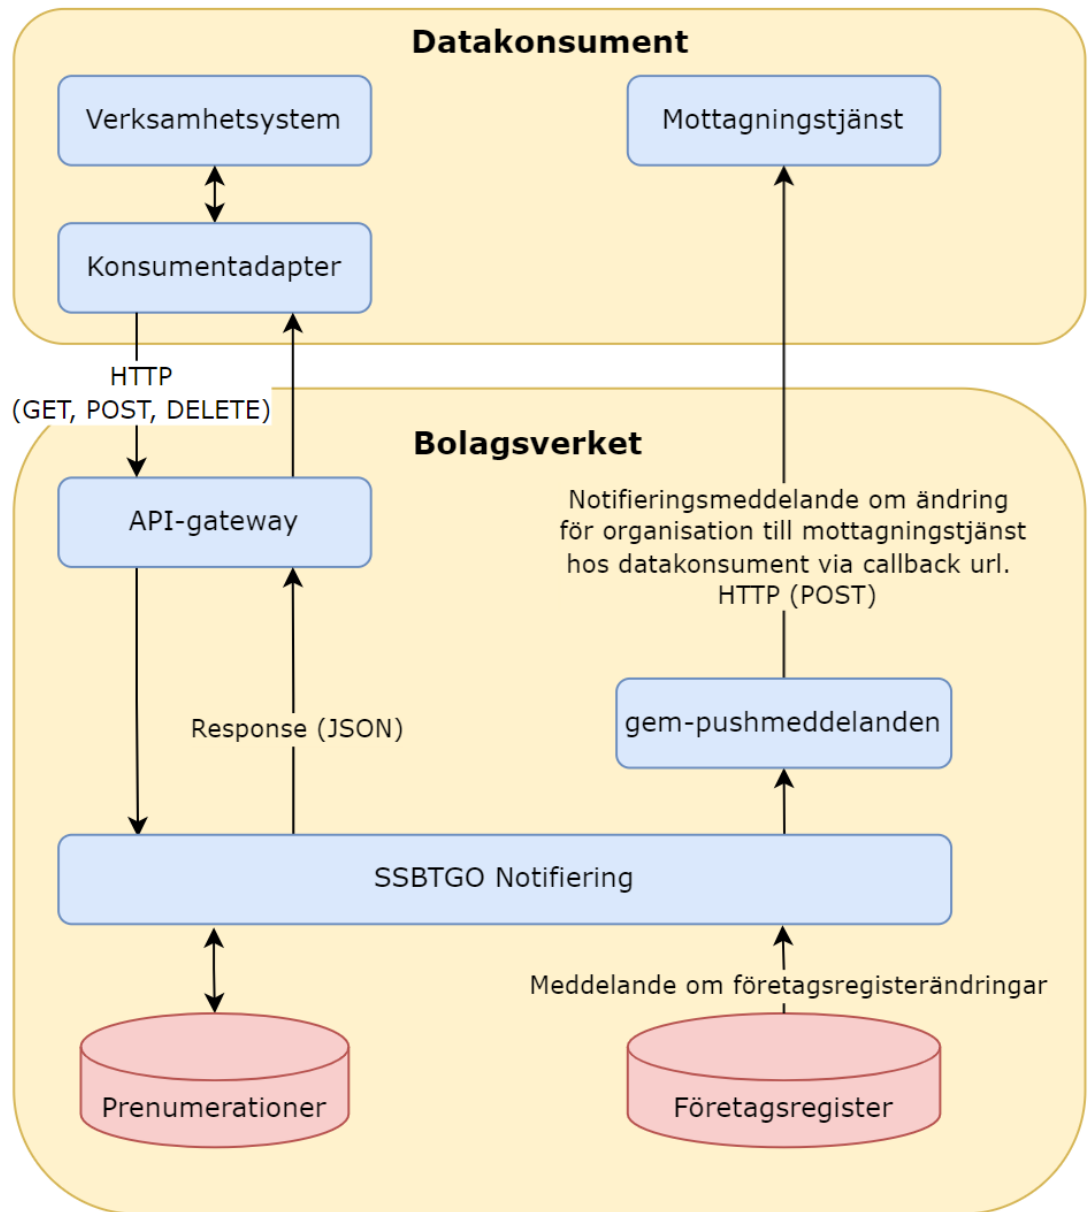 Datakonsument
Verksamhetsystem
Mottagningstjänst
Konsumentadapter
HTTP
(GET, POST, DELETE)
Bolagsverket
API-gateway
Notifieringsmeddelande om ändring
för organisation till mottagningstjänst
hos datakonsument via callback url.
HTTP (POST)
Response (JSON)
gem-pushmeddelanden
SSBTGO Notifiering
Meddelande om företagsregisterändringar
Prenumerationer
Företagsregister